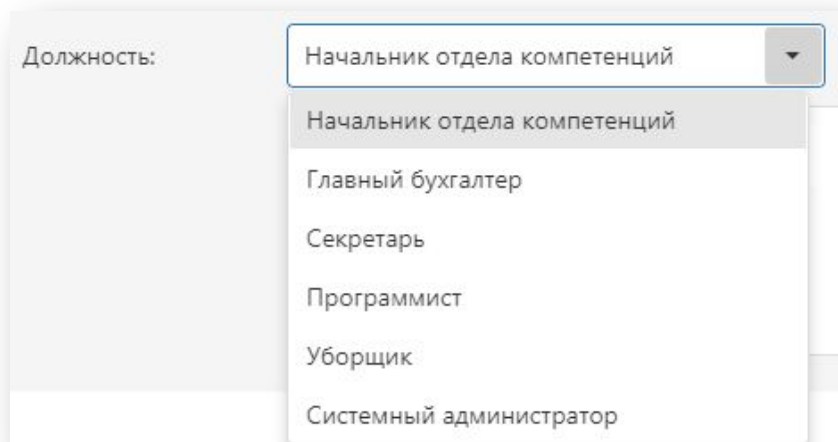 Должность:
Начальник отдела компетенций
Начальник отдела компетенций
Главный бухгалтер
Секретарь
Программист
Уборщик
Системный администратор